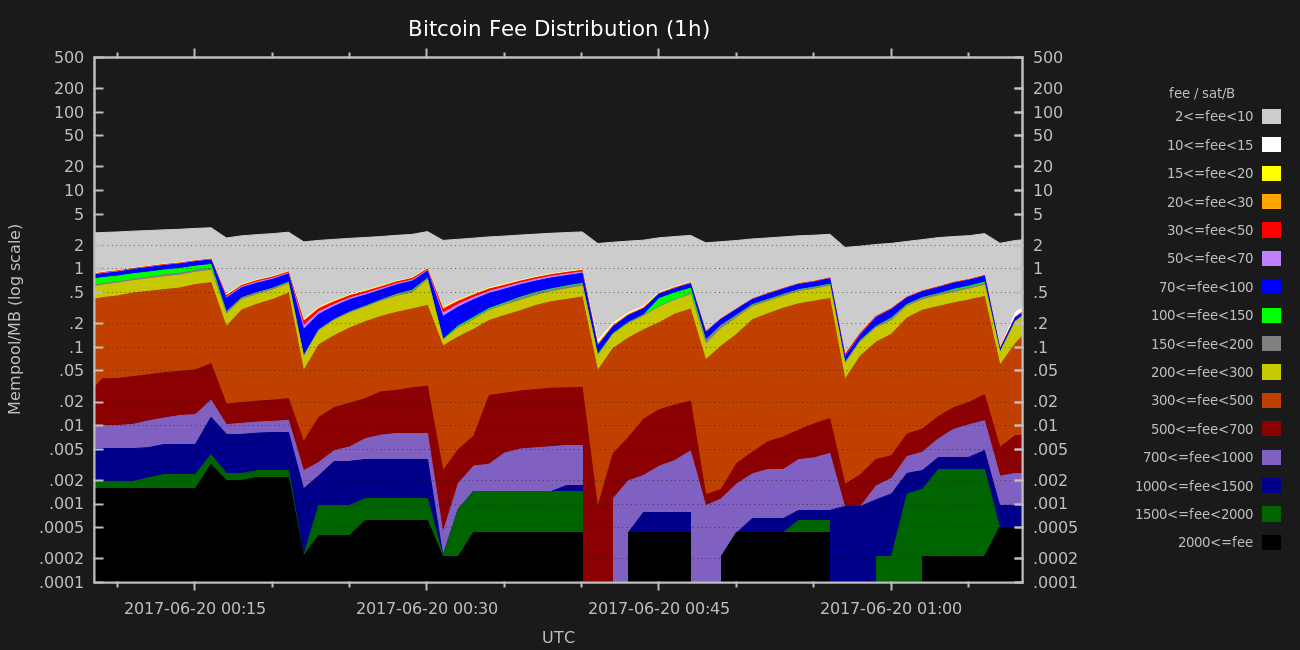 Bitcoin Fee Distribution (1h)
500
200
100
50
20
10
5
2
1
.5
.2
.1
.05
.02
.01
.005
.002
.001
.0005
.0002
.0001
Mempool/MB (log scale)
500
200
100
50
20
10
5
2
1
.5
.2
.1
.05
.02
.01
.005
.002
.001
.0005
.0002
.0001
2017-06-20 00:15
2017-06-20 00:30
2017-06-20 00:45
2017-06-20 01:00
UTC
fee / sat/B
2<=fee<10
10<=fee<15
15<=fee<20
20<=fee<30
30<=fee<50
50<=fee<70
70<=fee<100
100<=fee<150
150<=fee<200
200<=fee<300
300<=fee<500
500<=fee<700
700<=fee<1000
1000<=fee<1500
1500<=fee<2000
2000<=fee